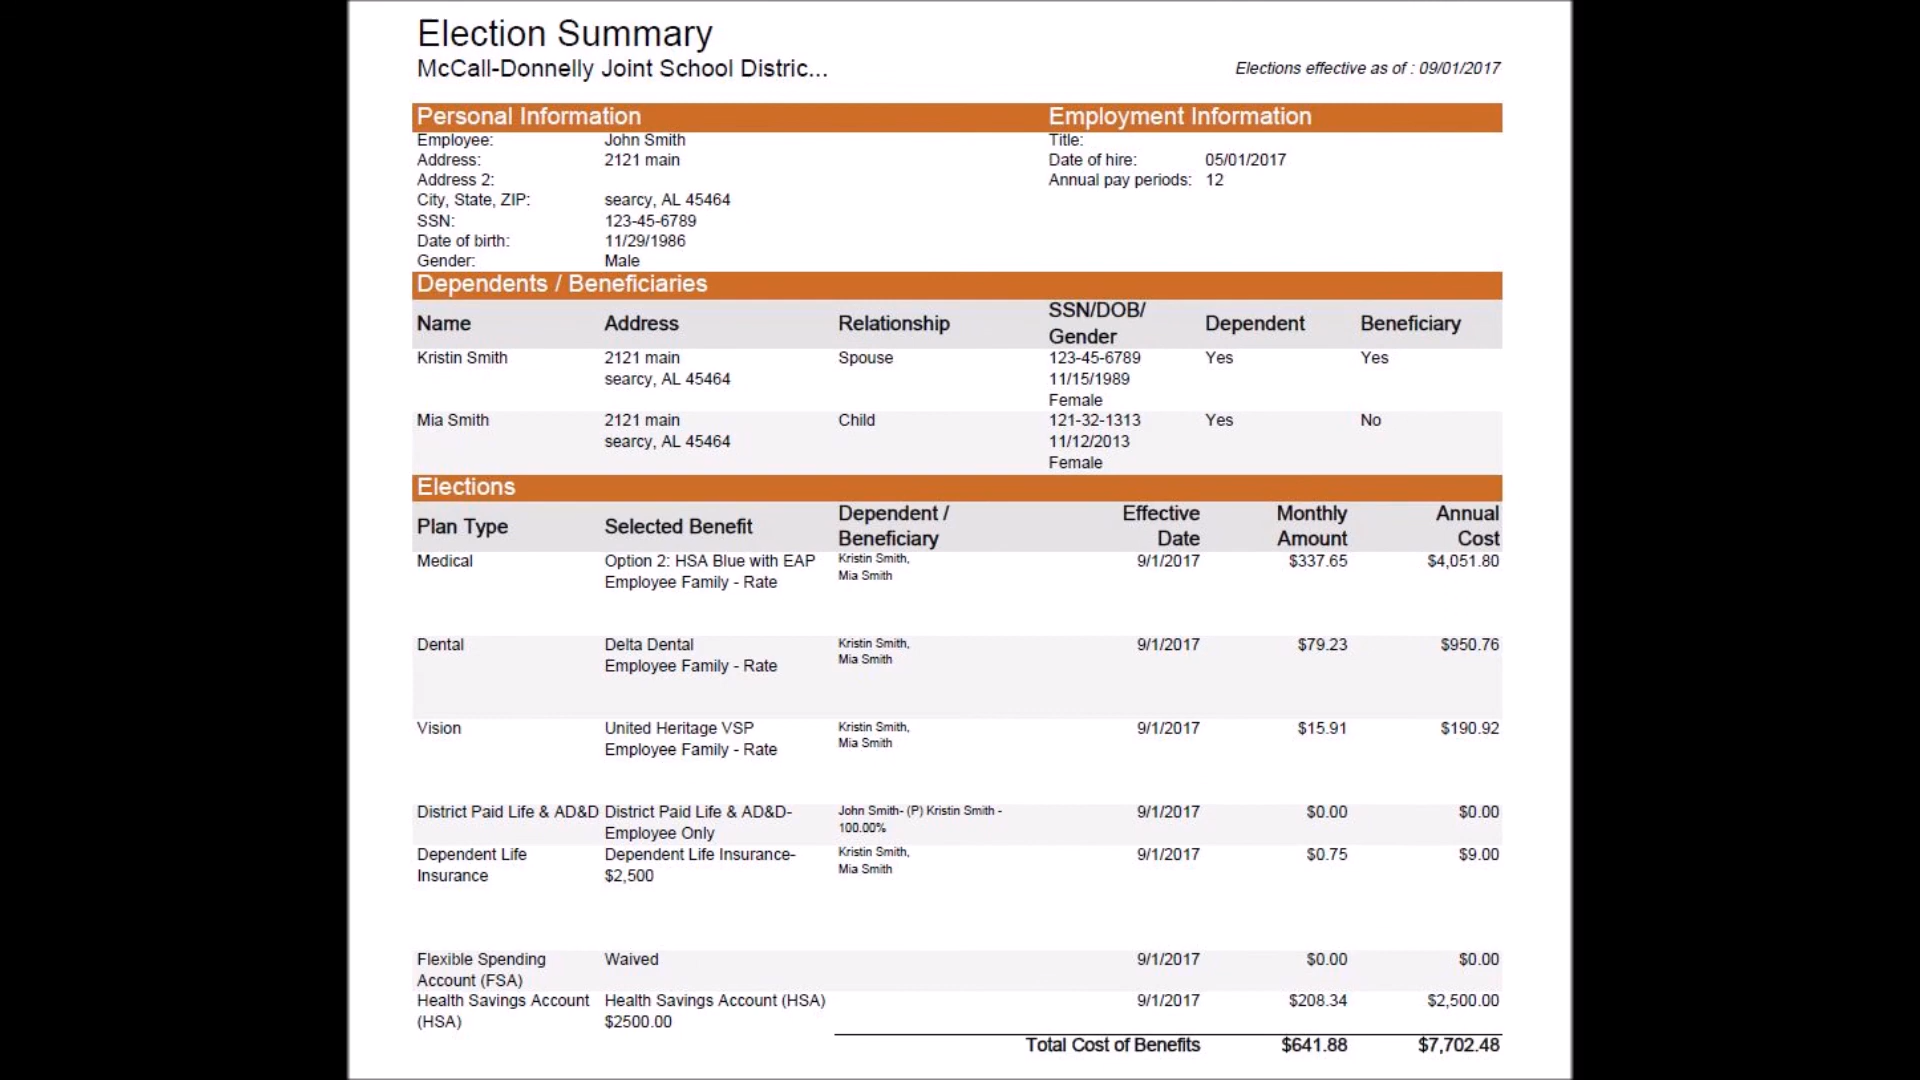 Election Summary
McCall-Donnelly Joint School Distric...
Elections effective as of : 09/01/2017
Personal Information Employment Information
Employee: John Smith Title:
Address: 2121 main Date of hire: 05/01/2017
Address 2: Annual pay periods: 12
City, State, ZIP: searcy, AL 45464
SSN: 123-45-6789
Date of birth: 11/29/1986
Gender: Male
Dependents / Beneficiaries
Name Address Relationship SSN/DOB/ Dependent Beneficiary
Gender
Kristin Smith 2121 main Spouse 123-45-6789 Yes Yes
searcy, AL 45464 11/15/1989
Female
Mia Smith 2121 main Child 121-32-1313 Yes No
searcy, AL 45464 11/12/2013
Female
Elections
Plan Type Selected Benefit Dependent / Effective Monthly Annual
Beneficiary Date Amount Cost
Medical Option 2: HSA Blue with EAP Kristin Smith, 9/1/2017 $337.65 $4,051.80
Employee Family - Rate Mia Smith
Dental Delta Dental Kristin Smith, 9/1/2017 $79.23 $950.76
Employee Family - Rate Mia Smith
Vision United Heritage VSP Kristin Smith, 9/1/2017 $15.91 $190.92
Employee Family - Rate Mia Smith
District Paid Life & AD&D District Paid Life & AD&D- John Smith- (P) Kristin Smith - 9/1/2017 $0.00 $0.00
Employee Only 100.00%
Dependent Life Dependent Life Insurance- Kristin Smith, 9/1/2017 $0.75 $9.00
Insurance $2,500 Mia Smith
Flexible Spending Waived 9/1/2017 $0.00 $0.00
Account (FSA)
Health Savings Account Health Savings Account (HSA) 9/1/2017 $208.34 $2,500.00
(HSA) $2500.00
Total Cost of Benefits $641.88 $7,702.48